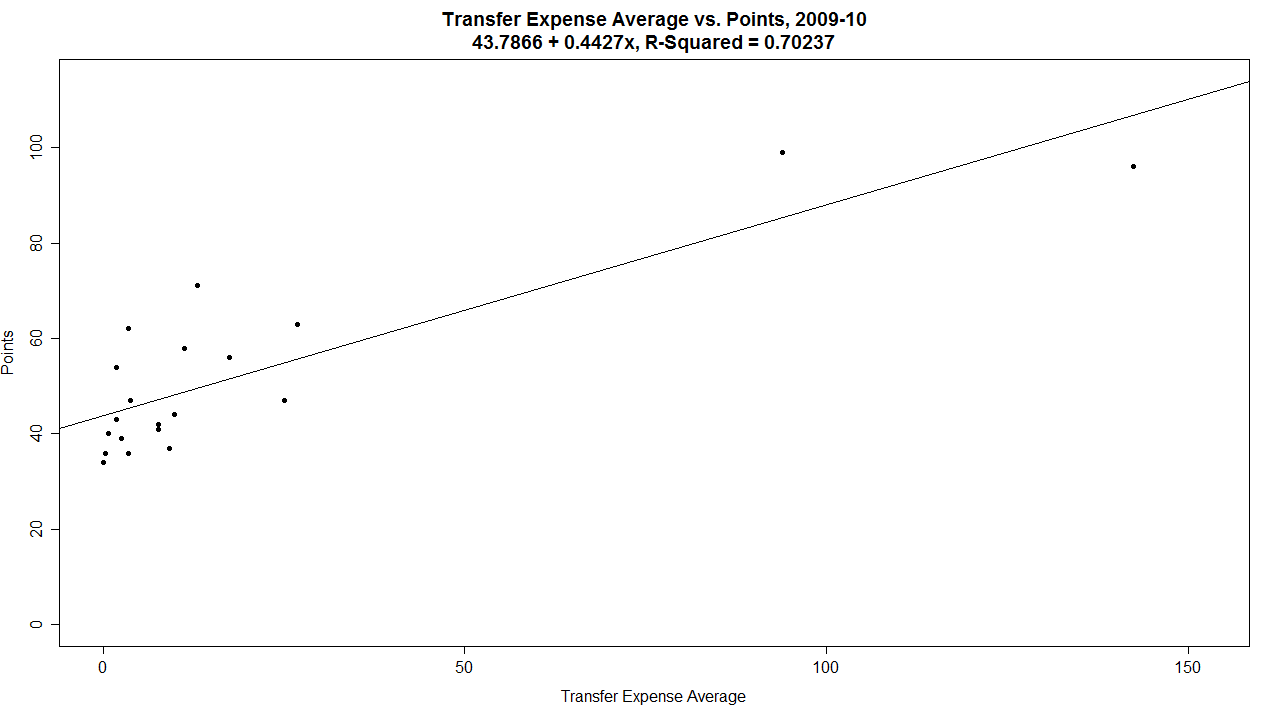 Transfer Expense Average vs. Points, 2009-10
43.7866 + 0.4427x, R-Squared = 0.70237
Points
100
80
60
40
20
0
0
50
100
150
Transfer Expense Average